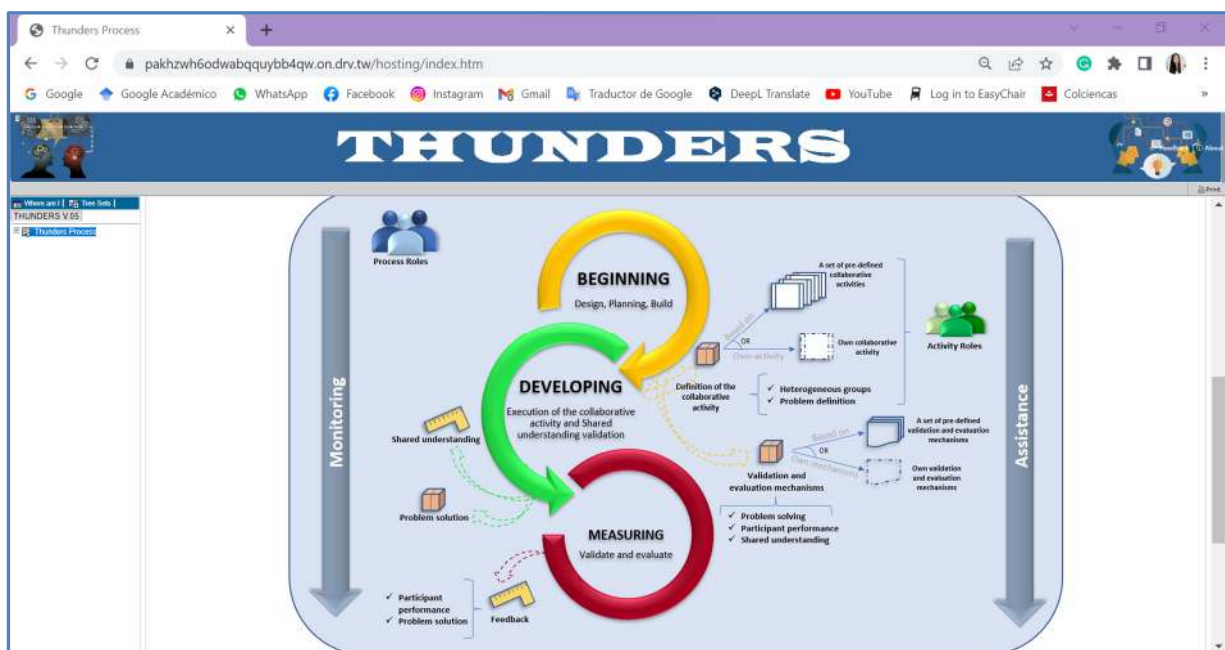 Thunders Process
pakhzwh6odwabqquybb4qw.on.drv.tw/hosting/index.htm
Google
Google Académico
WhatsApp
Facebook
Instagram
Gmail
Traductor de Google
DeepL Translate
YouTube
Log in to EasyChair
Colciencas
»
THUNDERS
About
Print
Where am I | Tree Sets |
THUNDERS V.05
Thunders Process
Monitoring
Process Roles
BEGINNING
Design, Planning, Build
DEVELOPING
Execution of the collaborative
activity and Shared
understanding validation
MEASURING
Validate and evaluate
Shared understanding
Problem solution
✓ Participant
performance
✓ Problem solution
Feedback
Definition of the
collaborative
activity
Based on
OR
Own activity
A set of pre-defined
collaborative
activities
Own collaborative
activity
✓ Heterogeneous groups
✓ Problem definition
Activity Roles
Validation and
evaluation mechanisms
Based on
OR
Own mechanisms
A set of pre-defined
validation and evaluation
mechanisms
Own validation
and evaluation
mechanisms
✓ Problem solving
✓ Participant performance
✓ Shared understanding
Assistance